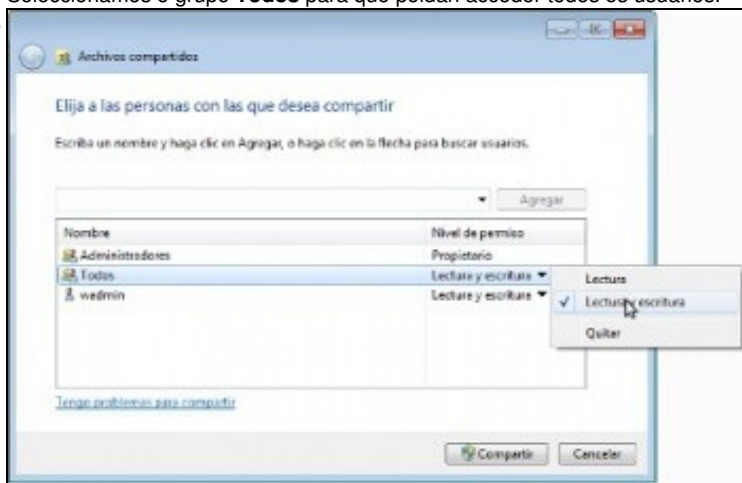 Seleccionamos o grupo Todos para que poidan acceder todos os usuarios.
Archivos compartidos
Elija a las personas con las que desea compartir
Escriba un nombre y haga clic en Agregar, o haga clic en la flecha para buscar usuarios.
Agregar
Nombre Nivel de permiso
Administradores Propietario
Todos Lectura y escritura
wadmin Lectura y escritura
Lectura
Lectura y escritura
Quitar
Tengo problemas para compartir
Compartir Cancelar